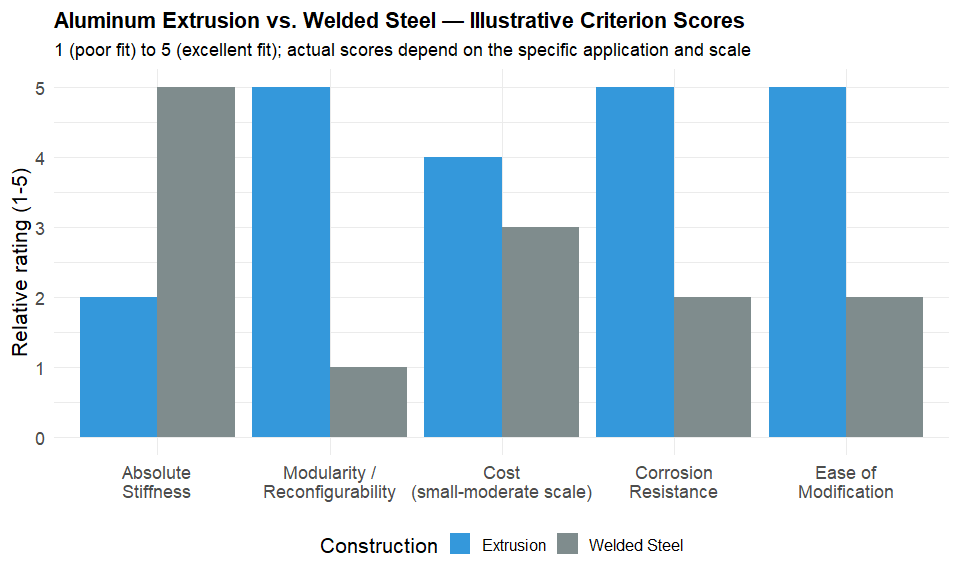 Aluminum Extrusion vs. Welded Steel — Illustrative Criterion Scores
1 (poor fit) to 5 (excellent fit); actual scores depend on the specific application and scale
Relative rating (1-5)
5
4
3
2
1
0
Absolute
Stiffness
Modularity /
Reconfigurability
Cost
(small-moderate scale)
Corrosion
Resistance
Ease of
Modification
Construction
Extrusion
Welded Steel